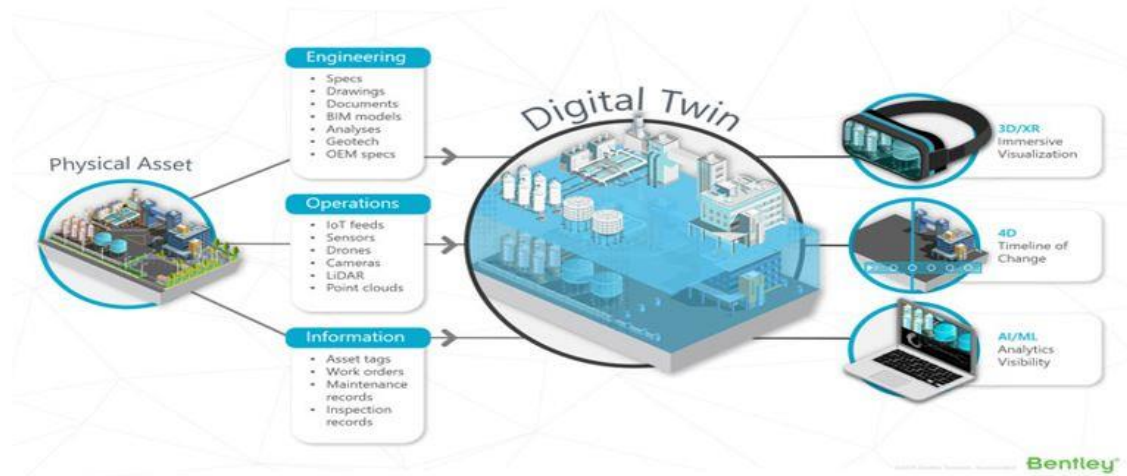 Physical Asset
Engineering
• Specs
• Drawings
• Documents
• BIM models
• Analyses
• Geotech
• OEM specs
Operations
• IoT feeds
• Sensors
• Drones
• Cameras
• LiDAR
• Point clouds
Information
• Asset tags
• Work orders
• Maintenance
records
• Inspection
records
Digital Twin
3D/XR
Immersive
Visualization
4D
Timeline of
Change
AI/ML
Analytics
Visibility
Bentley®